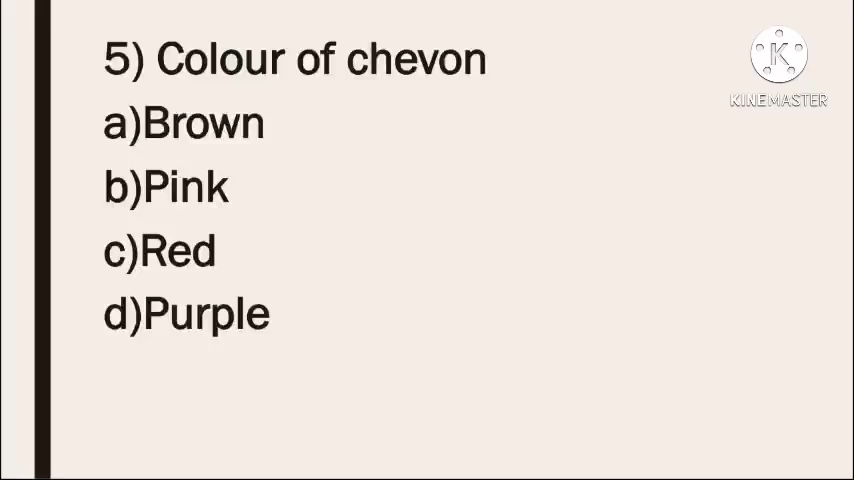 5) Colour of chevon
a)Brown
b)Pink
c)Red
d)Purple
K
KINEMASTER